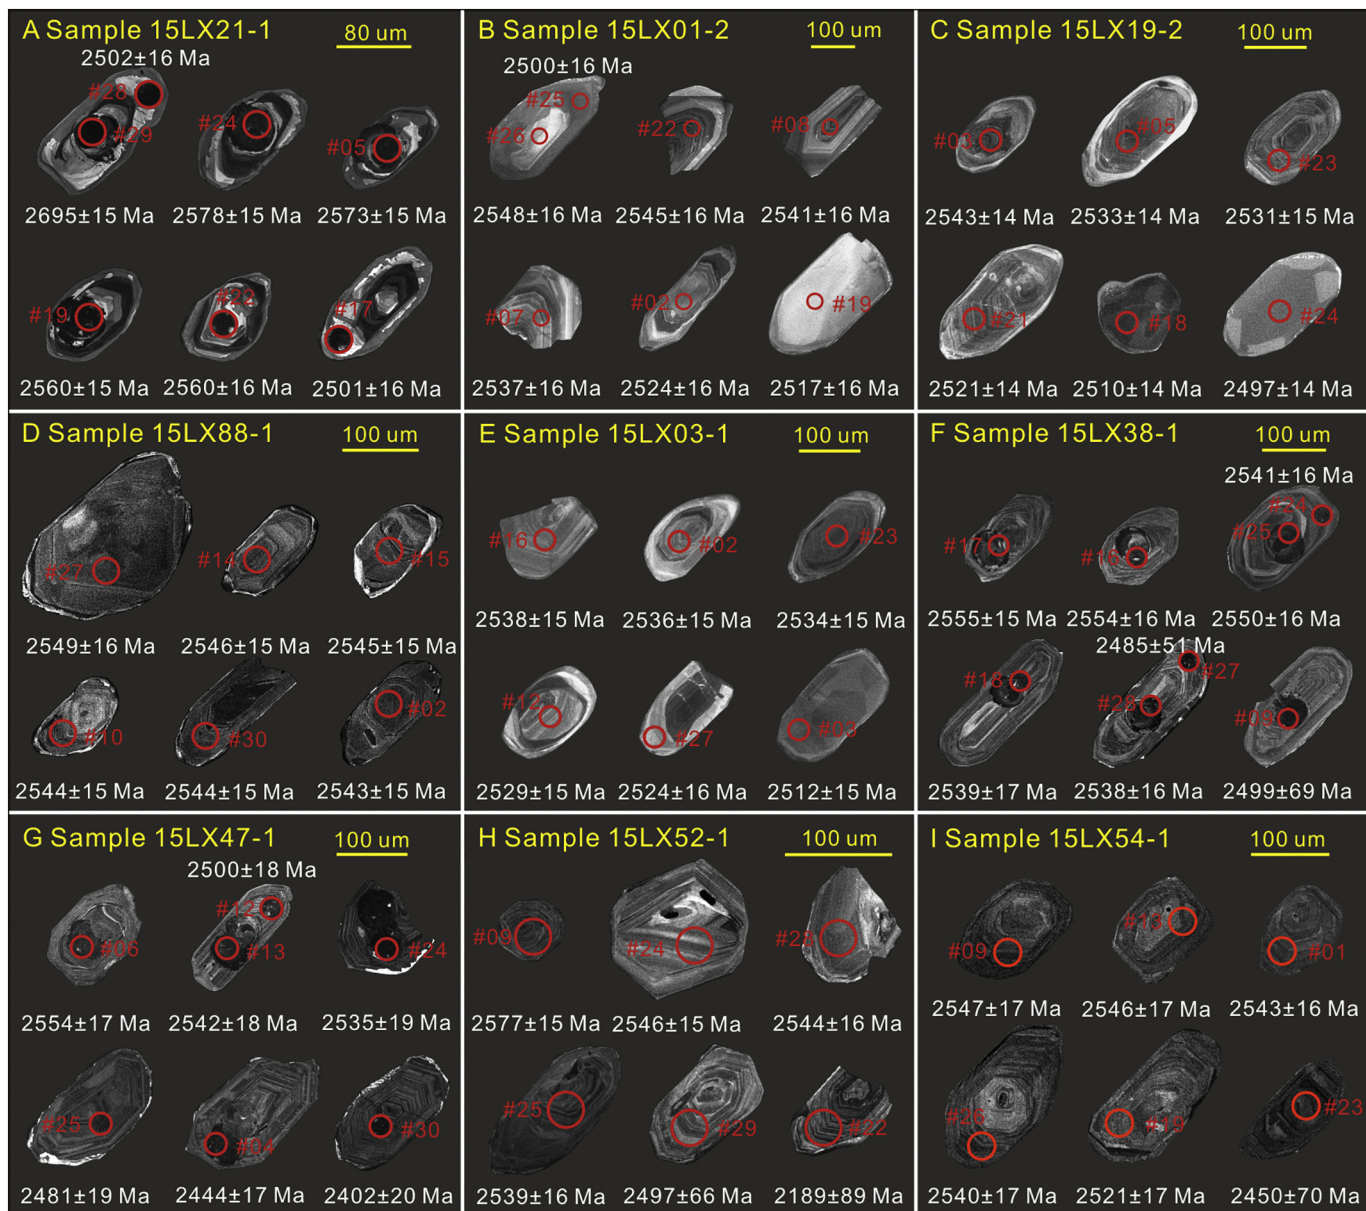 A Sample 15LX21-1
80 um
2502±16 Ma
#28
#29
#24
#05
2695±15 Ma
2578±15 Ma
2573±15 Ma
#19
#22
#17
2560±15 Ma
2560±16 Ma
2501±16 Ma
B Sample 15LX01-2
100 um
2500±16 Ma
#25
#26
#22
#08
2548±16 Ma
2545±16 Ma
2541±16 Ma
#07
#02
#19
2537±16 Ma
2524±16 Ma
2517±16 Ma
C Sample 15LX19-2
100 um
#03
#05
#23
2543±14 Ma
2533±14 Ma
2531±15 Ma
#21
#18
#24
2521±14 Ma
2510±14 Ma
2497±14 Ma
D Sample 15LX88-1
100 um
#27
#14
#15
2549±16 Ma
2546±15 Ma
2545±15 Ma
#10
#30
#02
2544±15 Ma
2544±15 Ma
2543±15 Ma
E Sample 15LX03-1
100 um
#16
#02
#23
2538±15 Ma
2536±15 Ma
2534±15 Ma
#12
#27
#03
2529±15 Ma
2524±16 Ma
2512±15 Ma
F Sample 15LX38-1
100 um
2541±16 Ma
#24
#17
#16
#25
2555±15 Ma
2554±16 Ma
2550±16 Ma
2485±51 Ma
#27
#18
#28
#09
2539±17 Ma
2538±16 Ma
2499±69 Ma
G Sample 15LX47-1
100 um
2500±18 Ma
#12
#06
#13
#24
2554±17 Ma
2542±18 Ma
2535±19 Ma
#25
#04
#30
2481±19 Ma
2444±17 Ma
2402±20 Ma
H Sample 15LX52-1
100 um
#09
#24
#28
2577±15 Ma
2546±15 Ma
2544±16 Ma
#25
#29
#22
2539±16 Ma
2497±66 Ma
2189±89 Ma
I Sample 15LX54-1
100 um
#09
#13
#01
2547±17 Ma
2546±17 Ma
2543±16 Ma
#26
#19
#23
2540±17 Ma
2521±17 Ma
2450±70 Ma